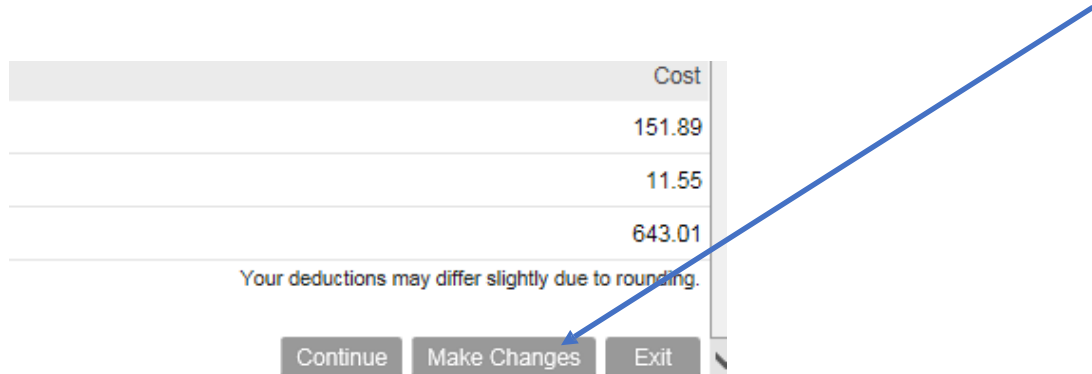 Cost
151.89
11.55
643.01
Your deductions may differ slightly due to rounding.
Continue Make Changes Exit